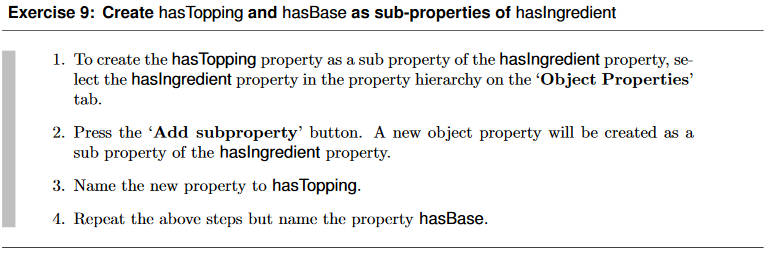 Exercise 9: Create hasTopping and hasBase as sub-properties of hasIngredient
1. To create the hasTopping property as a sub property of the hasIngredient property, se-
lect the hasIngredient property in the property hierarchy on the ‘Object Properties’
tab.
2. Press the ‘Add subproperty’ button. A new object property will be created as a
sub property of the hasIngredient property.
3. Name the new property to hasTopping.
4. Repeat the above steps but name the property hasBase.